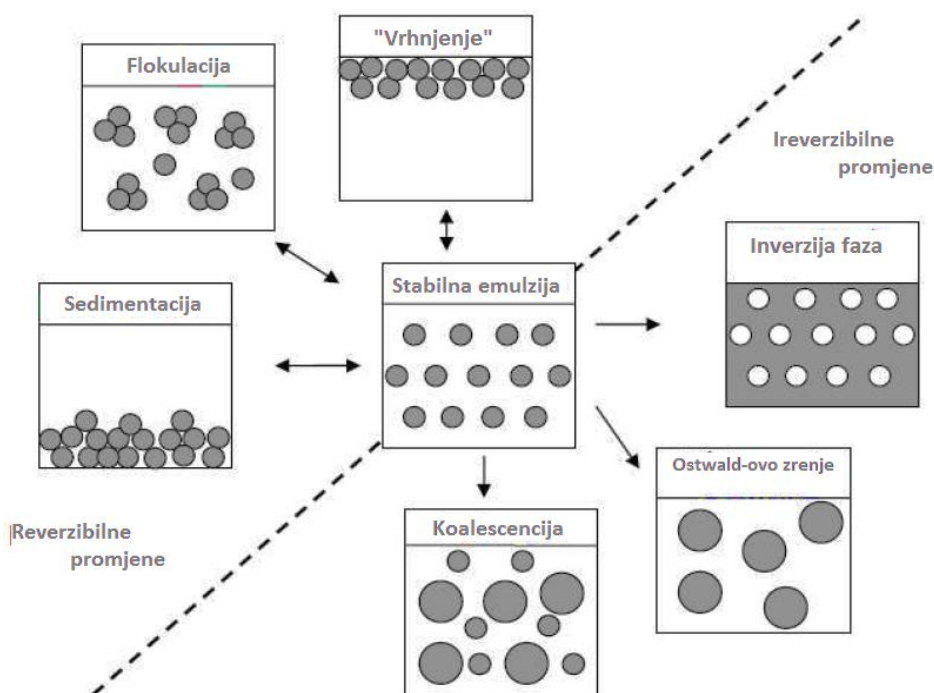 "Vrhnjenje"
Flokulacija
Ireverzibilne
promjene
Inverzija faza
Stabilna emulzija
Sedimentacija
Ostwald-ovo zrenje
Koalescencija
Reverzibilne
promjene